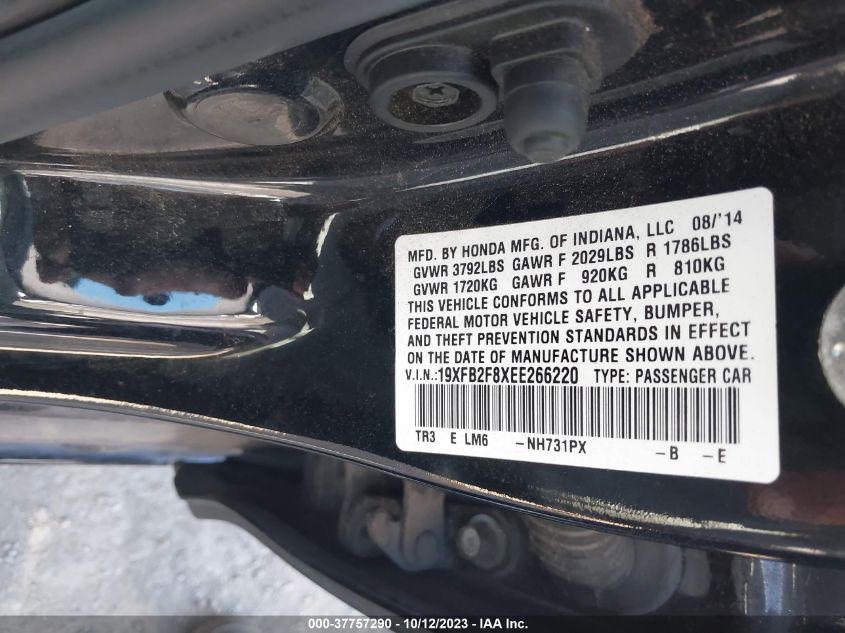 MFD. BY HONDA MFG. OF INDIANA, LLC 08/'14
GVWR 3792LBS GAWR F 2029LBS R 1786LBS
GVWR 1720KG GAWR F 920KG R 810KG
THIS VEHICLE CONFORMS TO ALL APPLICABLE
FEDERAL MOTOR VEHICLE SAFETY, BUMPER,
AND THEFT PREVENTION STANDARDS IN EFFECT
ON THE DATE OF MANUFACTURE SHOWN ABOVE.
V.I.N.:19XFB2F8XEE266220 TYPE: PASSENGER CAR
TR3 E LM6 -NH731PX -B -E
000-37757290 - 10/12/2023 - IAA Inc.